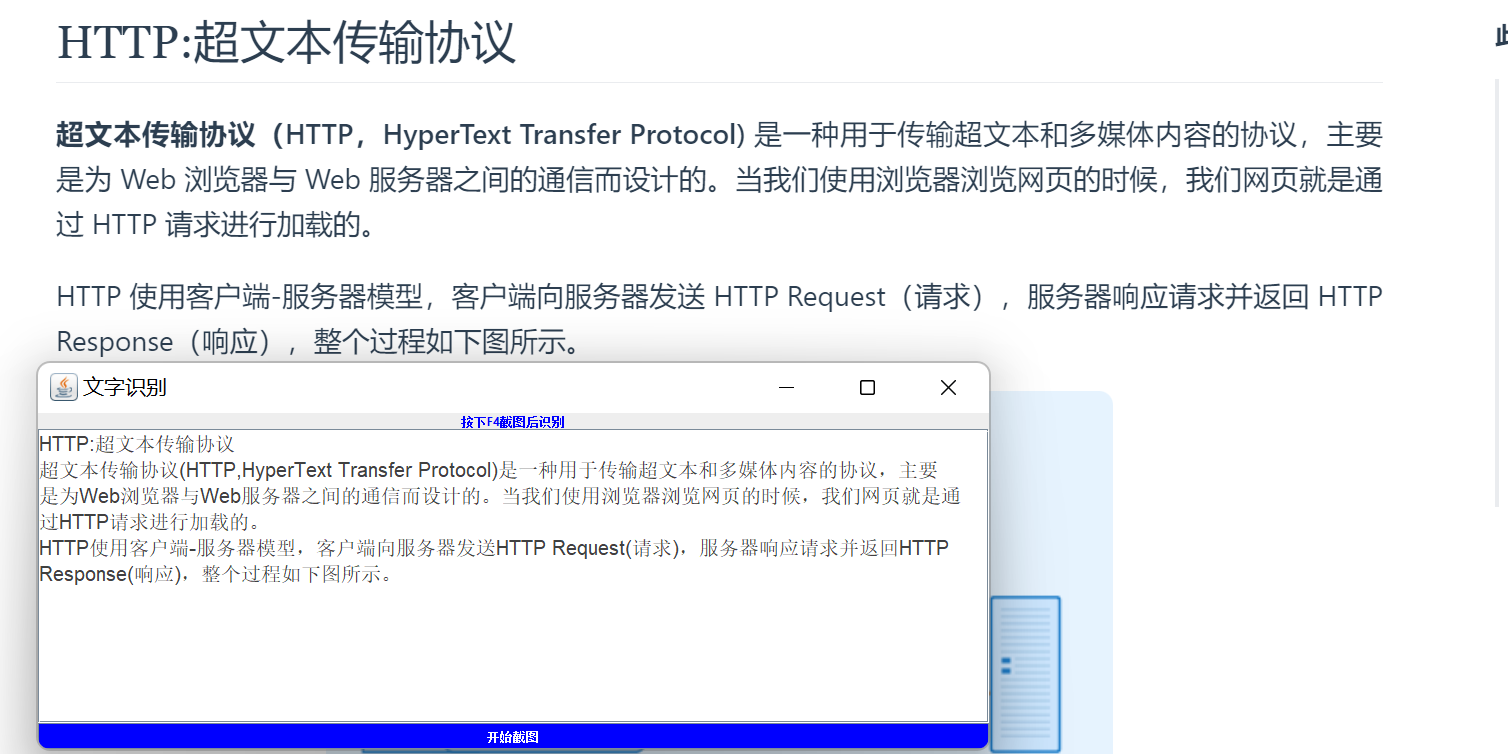 HTTP:超文本传输协议
超文本传输协议（HTTP，HyperText Transfer Protocol) 是一种用于传输超文本和多媒体内容的协议，主要
是为 Web 浏览器与 Web 服务器之间的通信而设计的。当我们使用浏览器浏览网页的时候，我们网页就是通
过 HTTP 请求进行加载的。
HTTP 使用客户端-服务器模型，客户端向服务器发送 HTTP Request（请求），服务器响应请求并返回 HTTP
Response（响应），整个过程如下图所示。
文字识别
按下F4截图后识别
HTTP:超文本传输协议
超文本传输协议(HTTP,HyperText Transfer Protocol)是一种用于传输超文本和多媒体内容的协议，主要
是为Web浏览器与Web服务器之间的通信而设计的。当我们使用浏览器浏览网页的时候，我们网页就是通
过HTTP请求进行加载的。
HTTP使用客户端-服务器模型，客户端向服务器发送HTTP Request(请求)，服务器响应请求并返回HTTP
Response(响应)，整个过程如下图所示。
开始截图